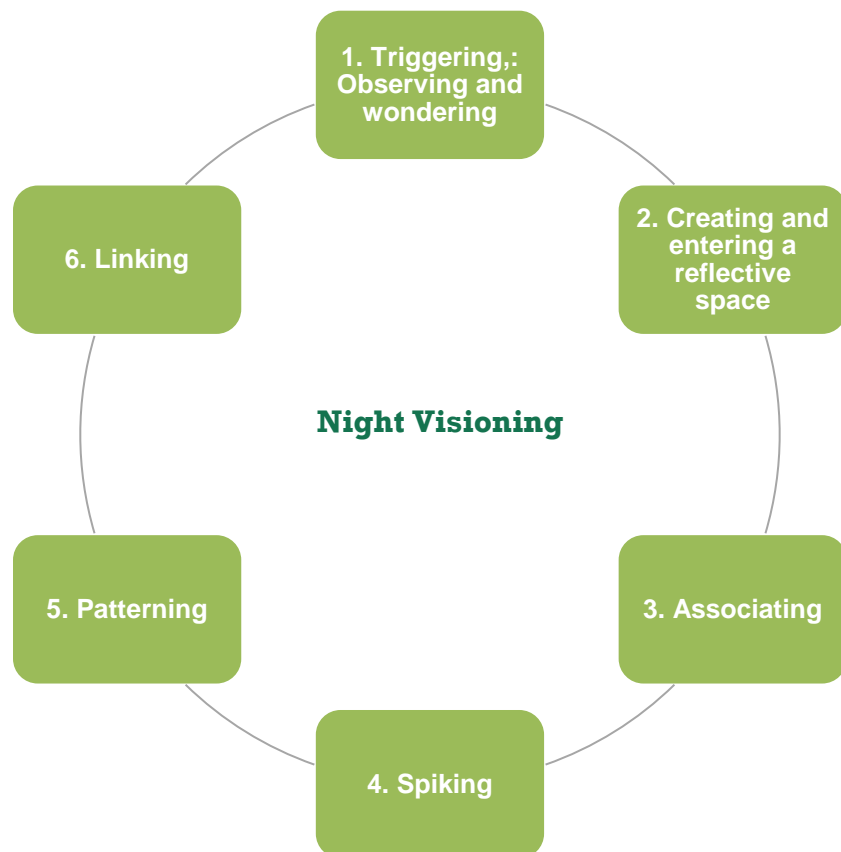 1. Triggering,:
Observing and
wondering
2. Creating and
entering a
reflective
space
6. Linking
Night Visioning
5. Patterning
3. Associating
4. Spiking